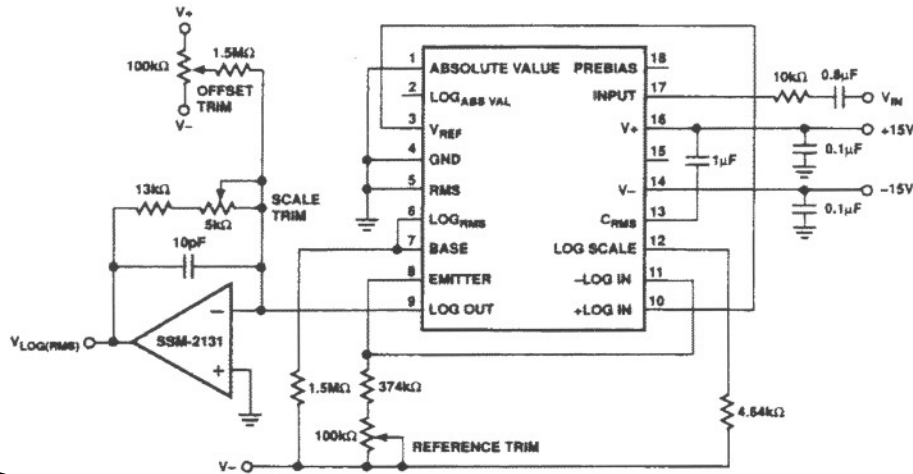 V+
100kΩ
1.5MΩ
OFFSET
TRIM
V–
13kΩ
5kΩ
SCALE
TRIM
10pF
SSM-2131
–
+
VLOG(RMS)
1 ABSOLUTE VALUE
2 LOGABS VAL
3 VREF
4 GND
5 RMS
6 LOGRMS
7 BASE
8 EMITTER
9 LOG OUT
PREBIAS 18
INPUT 17
V+ 16
15
V– 14
CRMS 13
LOG SCALE 12
–LOG IN 11
+LOG IN 10
10kΩ
0.8µF
VIN
+15V
0.1µF
1µF
–15V
0.1µF
1.5MΩ
374kΩ
100kΩ
REFERENCE TRIM
4.64kΩ
V–